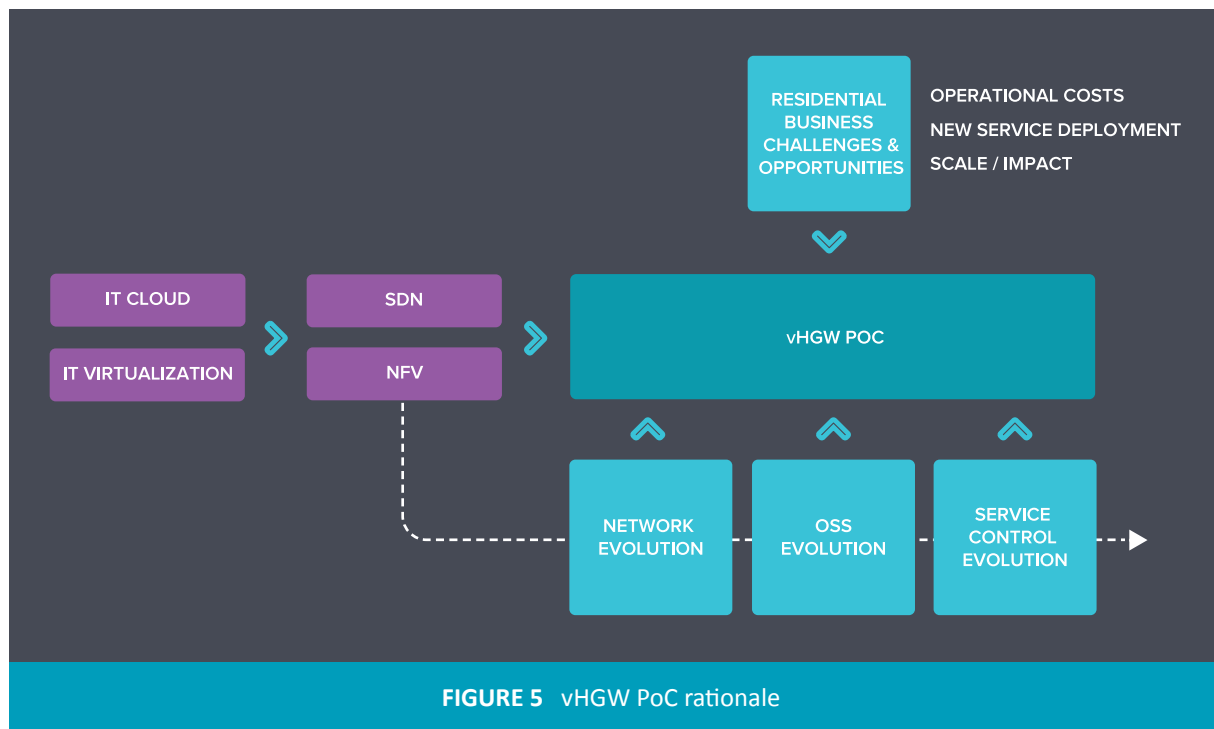 RESIDENTIAL
BUSINESS
CHALLENGES &
OPPORTUNITIES
OPERATIONAL COSTS
NEW SERVICE DEPLOYMENT
SCALE / IMPACT
IT CLOUD
IT VIRTUALIZATION
SDN
NFV
vHGW POC
NETWORK
EVOLUTION
OSS
EVOLUTION
SERVICE
CONTROL
EVOLUTION
FIGURE 5 vHGW PoC rationale